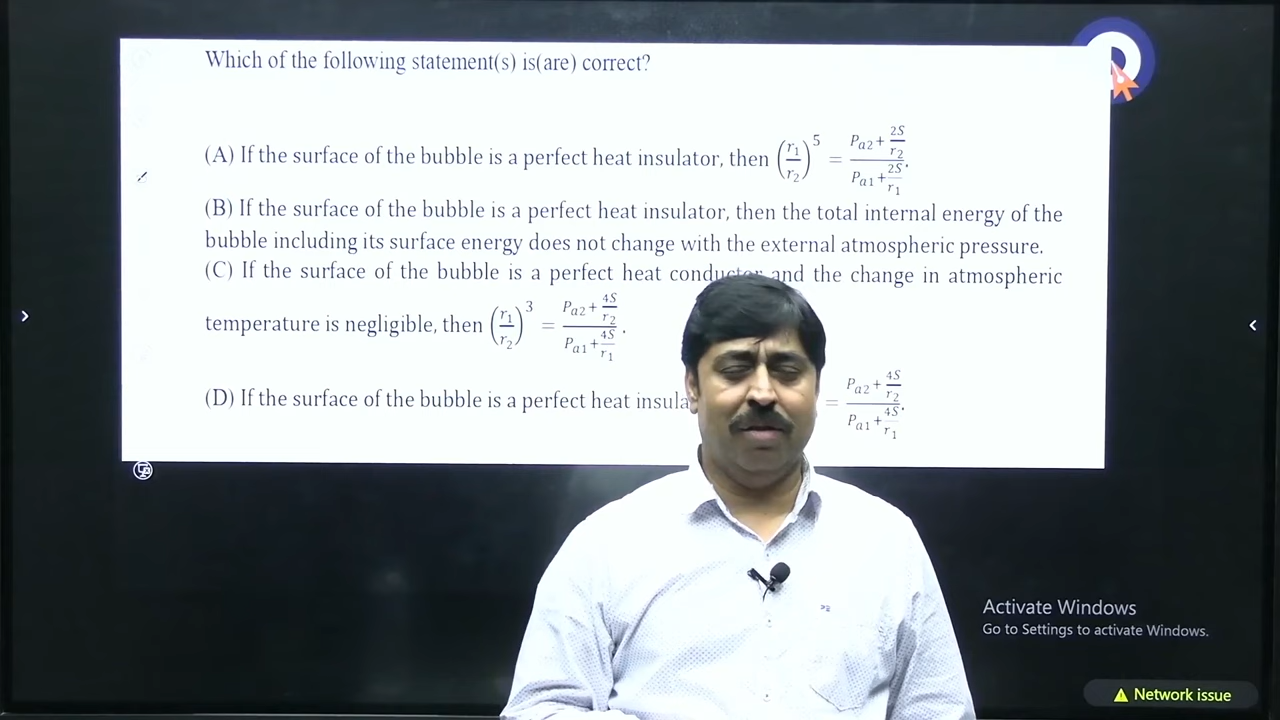 Which of the following statement(s) is(are) correct?
(A) If the surface of the bubble is a perfect heat insulator, then (r₁/r₂)⁵ = (Pₐ₂ + 2S/r₂)/(Pₐ₁ + 2S/r₁).
(B) If the surface of the bubble is a perfect heat insulator, then the total internal energy of the
bubble including its surface energy does not change with the external atmospheric pressure.
(C) If the surface of the bubble is a perfect heat conductor and the change in atmospheric
temperature is negligible, then (r₁/r₂)³ = (Pₐ₂ + 4S/r₂)/(Pₐ₁ + 4S/r₁).
(D) If the surface of the bubble is a perfect heat = (Pₐ₂ + 4S/r₂)/(Pₐ₁ + 4S/r₁).
Activate Windows
Go to Settings to activate Windows.
Network issue